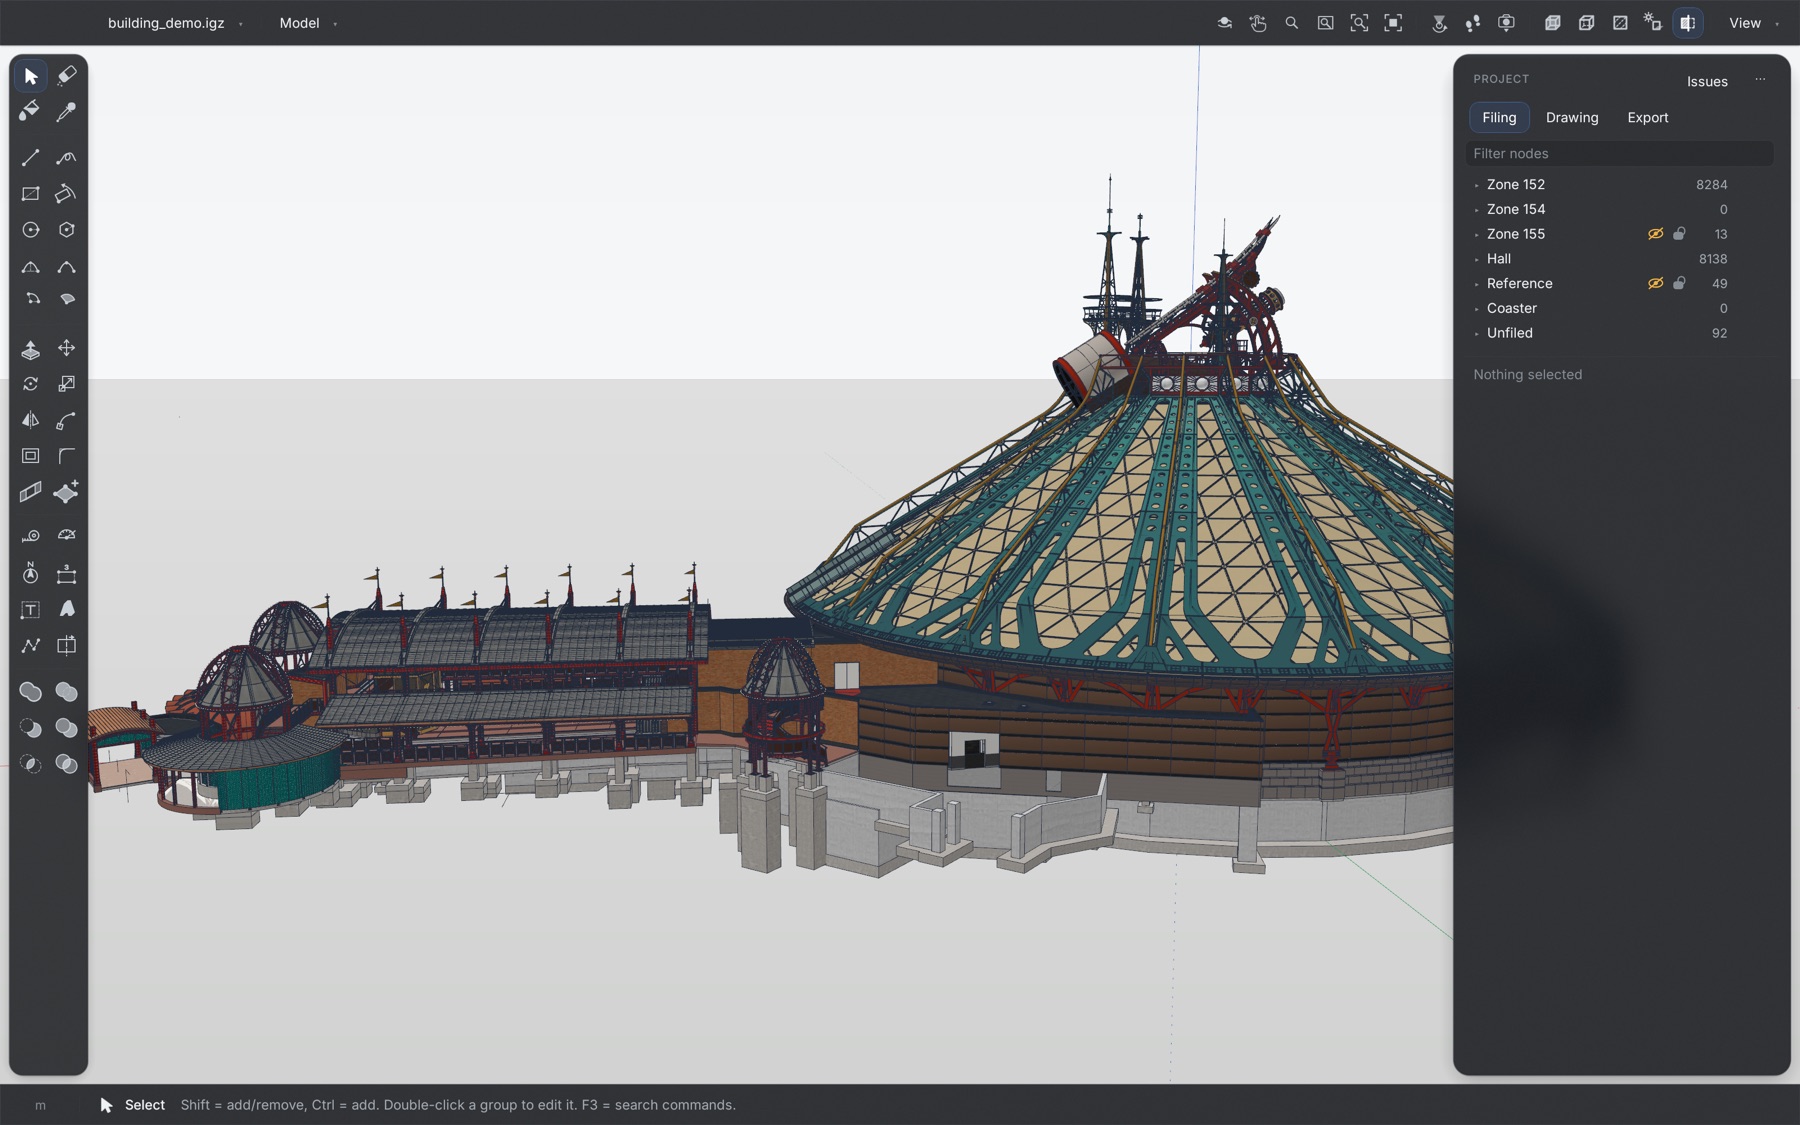 building_demo.igz
Model
View
PROJECT
Issues
Filing Drawing Export
Filter nodes
Zone 152 8284
Zone 154 0
Zone 155 13
Hall 8138
Reference 49
Coaster 0
Unfiled 92
Nothing selected
N
3
T
A
m
Select Shift = add/remove, Ctrl = add. Double-click a group to edit it. F3 = search commands.